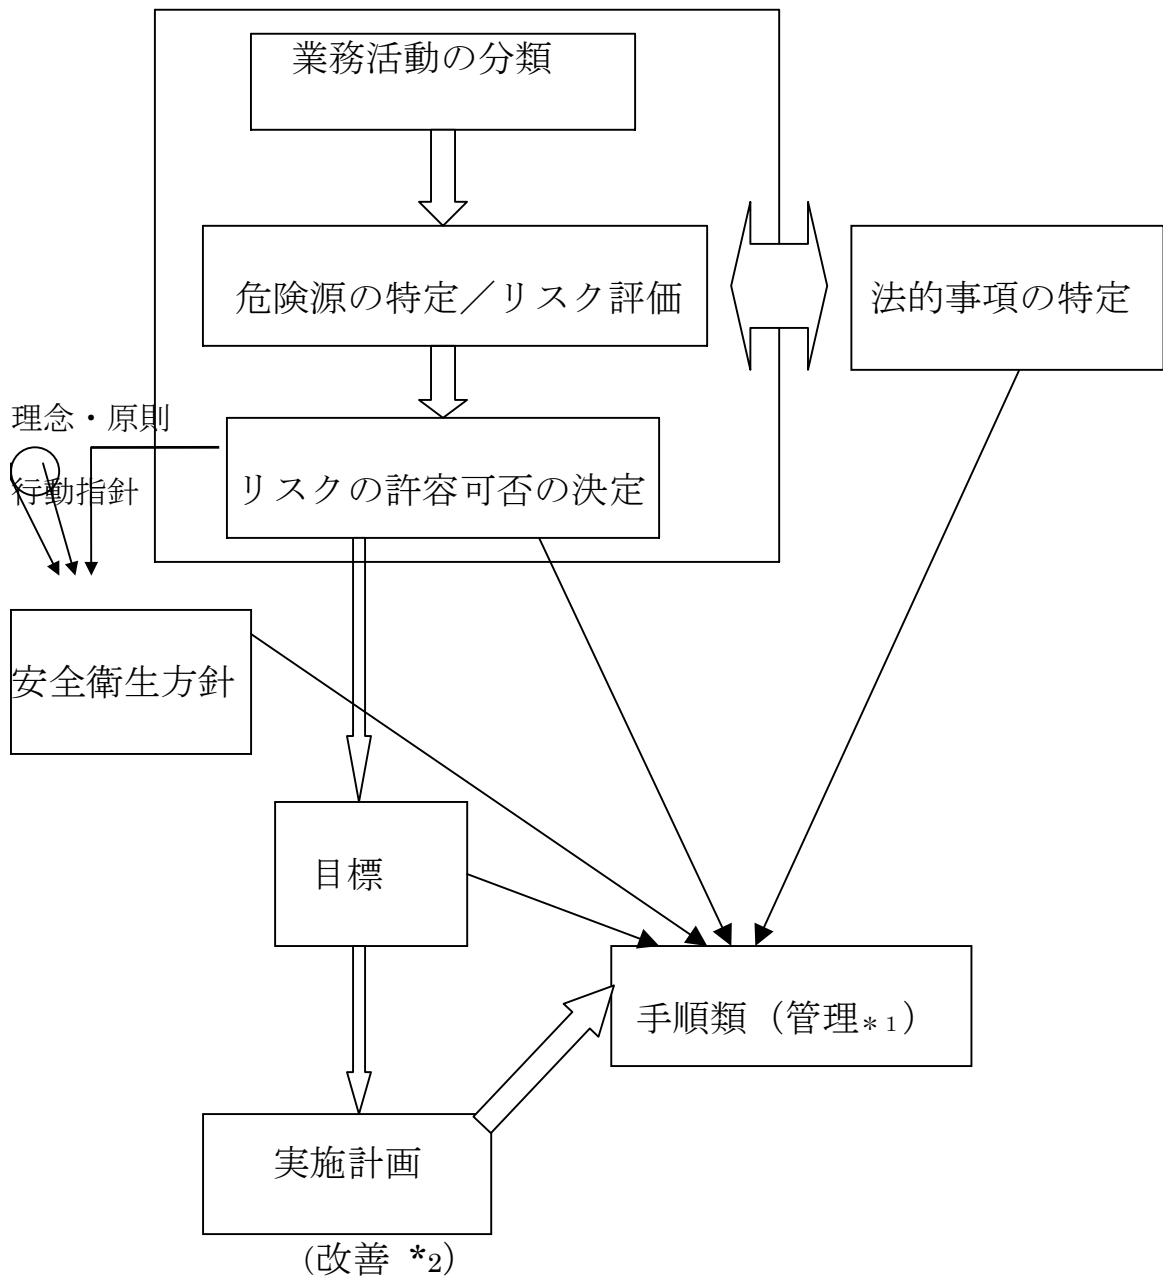 業務活動の分類
危険源の特定／リスク評価
法的事項の特定
理念・原則
行動指針
リスクの許容可否の決定
安全衛生方針
目標
手順類（管理*1）
実施計画
(改善 *2)